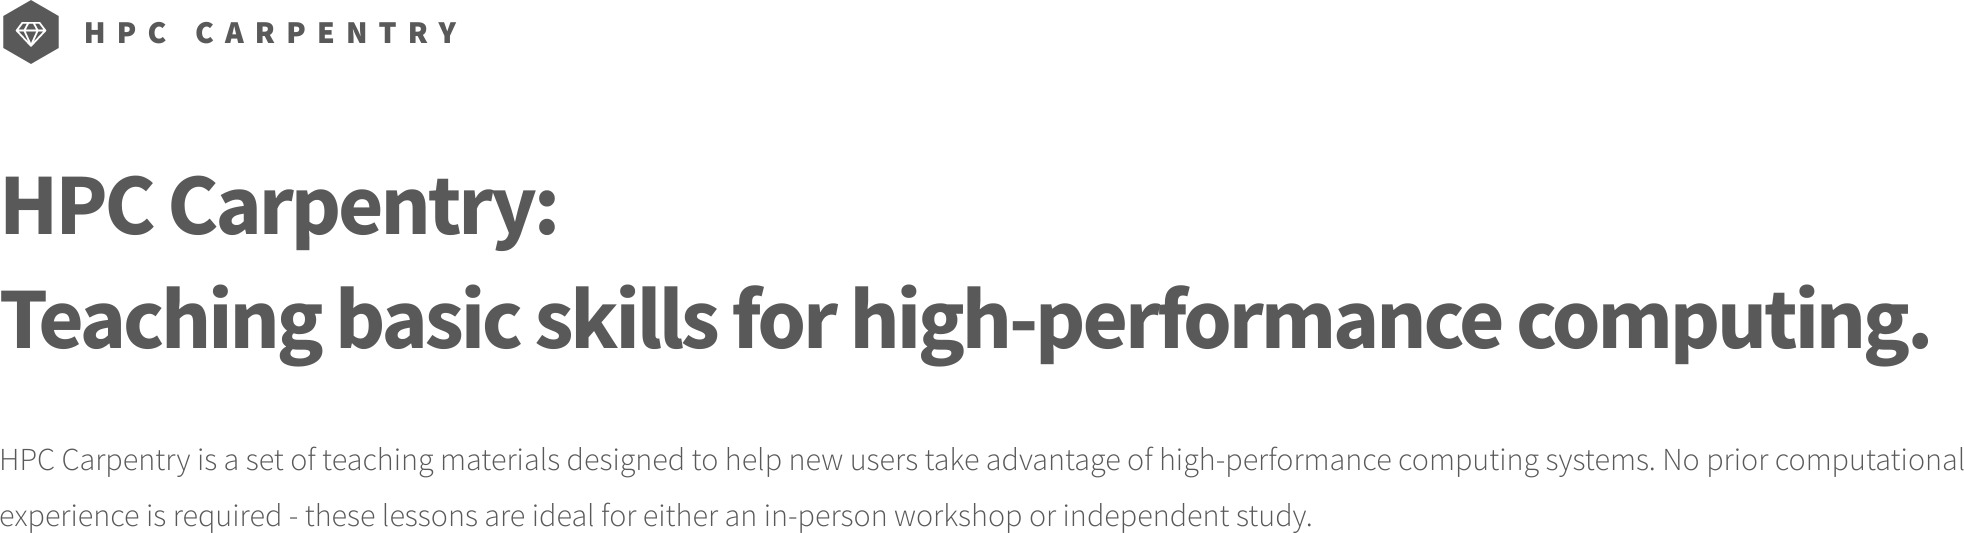 HPC CARPENTRY
HPC Carpentry:
Teaching basic skills for high-performance computing.
HPC Carpentry is a set of teaching materials designed to help new users take advantage of high-performance computing systems. No prior computational
experience is required - these lessons are ideal for either an in-person workshop or independent study.